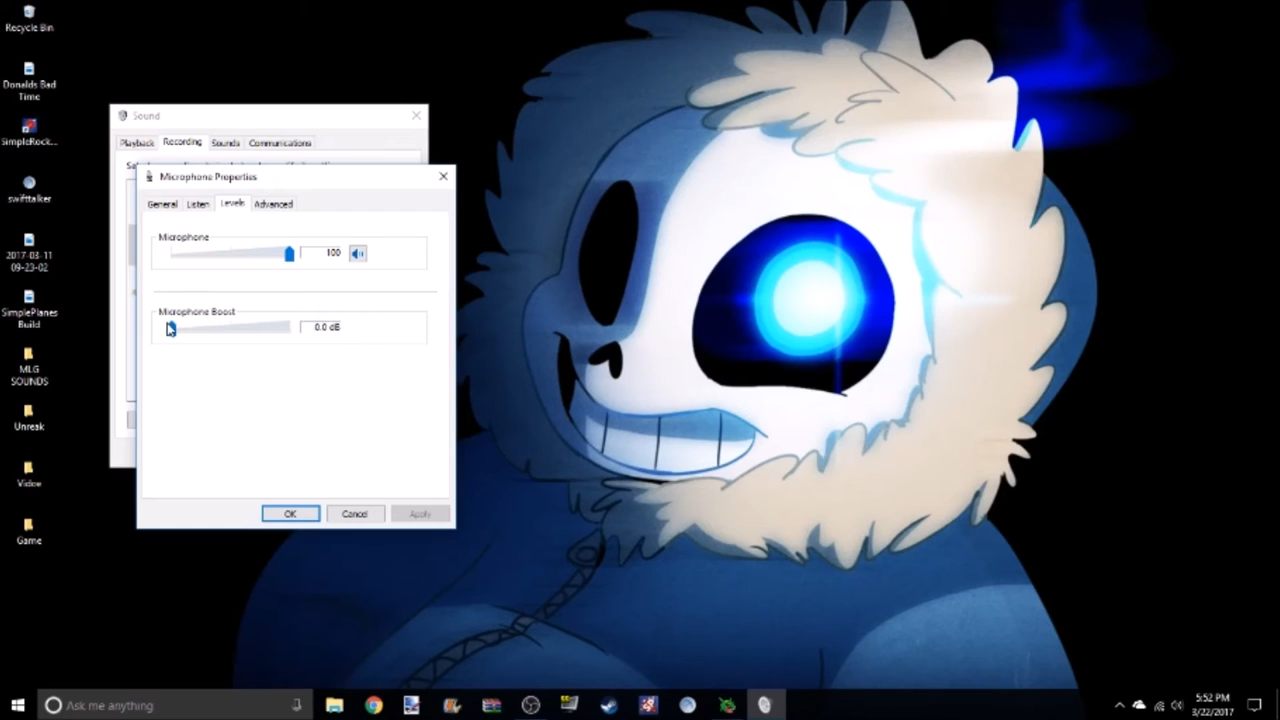 Recycle Bin
Donalds Bad
Time
SimpleRock...
swifttalker
2017-03-11
09-23-02
SimplePlanes
Build
MLG
SOUNDS
Unreak
Video
Game
Sound
Playback
Recording
Sounds
Communications
Microphone Properties
General
Listen
Levels
Advanced
Microphone
100
Microphone Boost
0.0 dB
OK
Cancel
Apply
Ask me anything
5:52 PM
3/22/2017